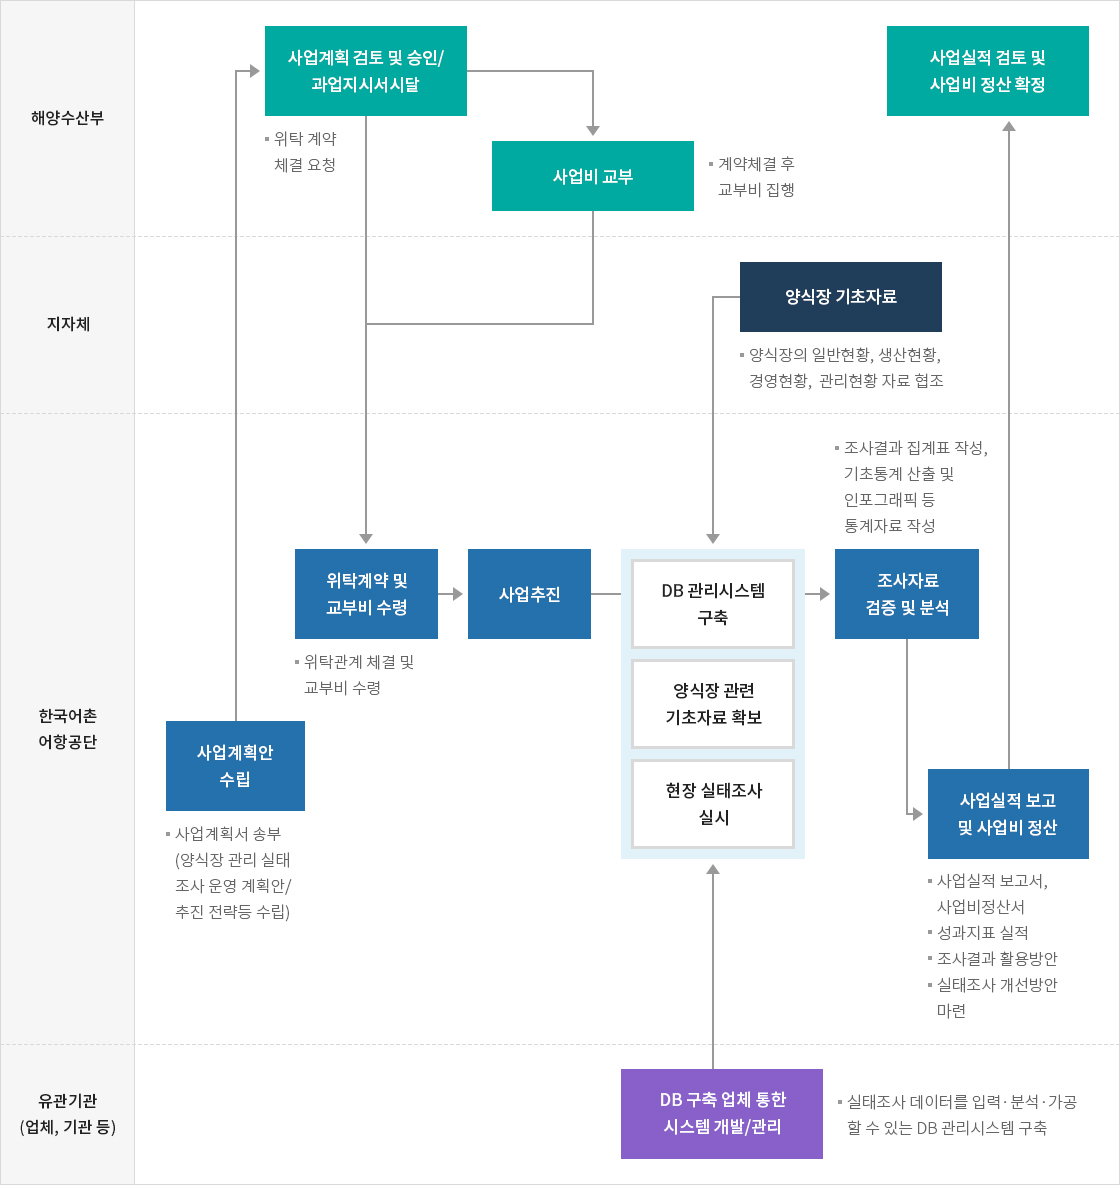 해양수산부
사업계획 검토 및 승인/
과업지시서시달
▪ 위탁 계약
체결 요청
사업비 교부
▪ 계약체결 후
교부비 집행
사업실적 검토 및
사업비 정산 확정
지자체
양식장 기초자료
▪ 양식장의 일반현황, 생산현황,
경영현황, 관리현황 자료 협조
한국어촌
어항공단
사업계획안
수립
▪ 사업계획서 송부
(양식장 관리 실태
조사 운영 계획안/
추진 전략등 수립)
위탁계약 및
교부비 수령
▪ 위탁관계 체결 및
교부비 수령
사업추진
DB 관리시스템
구축
양식장 관련
기초자료 확보
현장 실태조사
실시
▪ 조사결과 집계표 작성,
기초통계 산출 및
인포그래픽 등
통계자료 작성
조사자료
검증 및 분석
사업실적 보고
및 사업비 정산
▪ 사업실적 보고서,
사업비정산서
▪ 성과지표 실적
▪ 조사결과 활용방안
▪ 실태조사 개선방안
마련
유관기관
(업체, 기관 등)
DB 구축 업체 통한
시스템 개발/관리
▪ 실태조사 데이터를 입력·분석·가공
할 수 있는 DB 관리시스템 구축